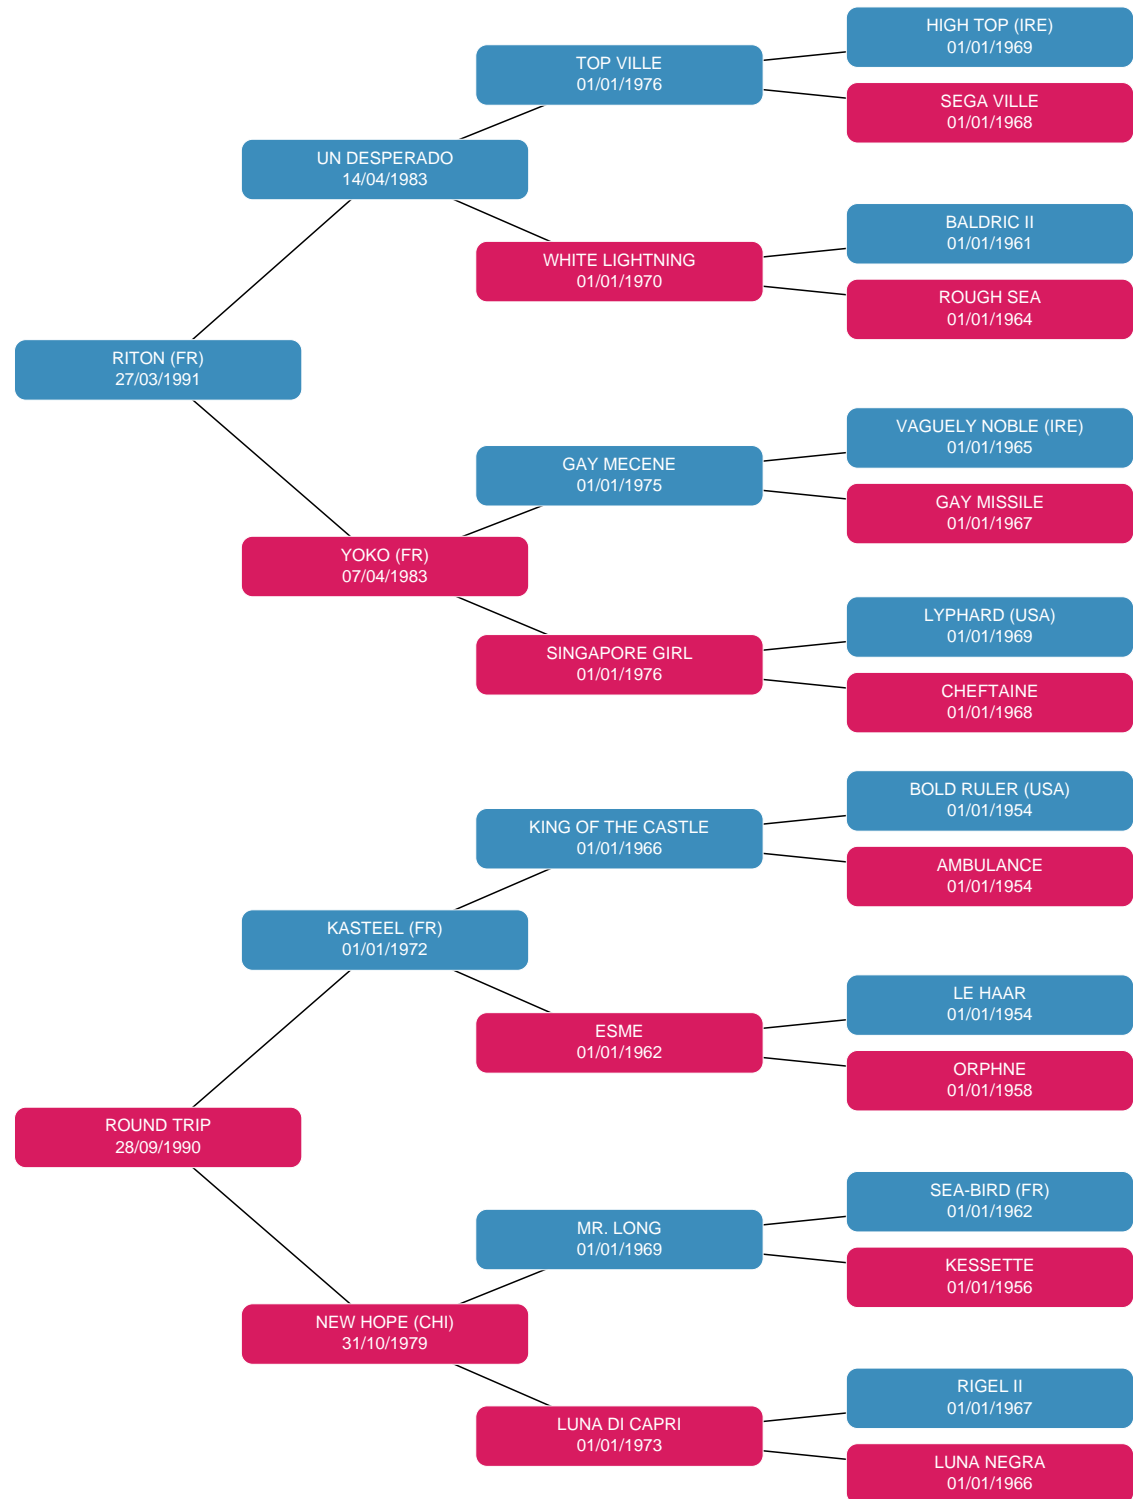 HIGH TOP (IRE)
01/01/1969
TOP VILLE
01/01/1976
SEGA VILLE
01/01/1968
UN DESPERADO
14/04/1983
BALDRIC II
01/01/1961
WHITE LIGHTNING
01/01/1970
ROUGH SEA
01/01/1964
RITON (FR)
27/03/1991
VAGUELY NOBLE (IRE)
01/01/1965
GAY MECENE
01/01/1975
GAY MISSILE
01/01/1967
YOKO (FR)
07/04/1983
LYPHARD (USA)
01/01/1969
SINGAPORE GIRL
01/01/1976
CHEFTAINE
01/01/1968
BOLD RULER (USA)
01/01/1954
KING OF THE CASTLE
01/01/1966
AMBULANCE
01/01/1954
KASTEEL (FR)
01/01/1972
LE HAAR
01/01/1954
ESME
01/01/1962
ORPHNE
01/01/1958
ROUND TRIP
28/09/1990
SEA-BIRD (FR)
01/01/1962
MR. LONG
01/01/1969
KESSETTE
01/01/1956
NEW HOPE (CHI)
31/10/1979
RIGEL II
01/01/1967
LUNA DI CAPRI
01/01/1973
LUNA NEGRA
01/01/1966